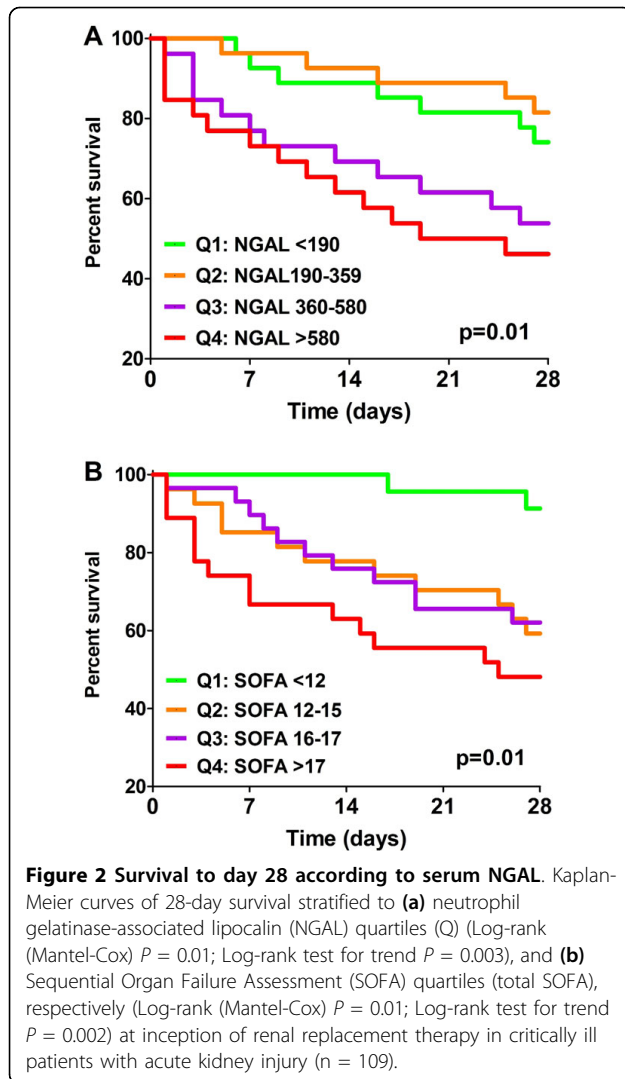 A
100
80
60
40
20
Percent survival
Q1: NGAL <190
Q2: NGAL190-359
Q3: NGAL 360-580
Q4: NGAL >580
p=0.01
0 7 14 21 28
Time (days)
B
100
80
60
40
20
Percent survival
Q1: SOFA <12
Q2: SOFA 12-15
Q3: SOFA 16-17
Q4: SOFA >17
p=0.01
0 7 14 21 28
Time (days)
Figure 2 Survival to day 28 according to serum NGAL. Kaplan-
Meier curves of 28-day survival stratified to (a) neutrophil
gelatinase-associated lipocalin (NGAL) quartiles (Q) (Log-rank
(Mantel-Cox) P = 0.01; Log-rank test for trend P = 0.003), and (b)
Sequential Organ Failure Assessment (SOFA) quartiles (total SOFA),
respectively (Log-rank (Mantel-Cox) P = 0.01; Log-rank test for trend
P = 0.002) at inception of renal replacement therapy in critically ill
patients with acute kidney injury (n = 109).